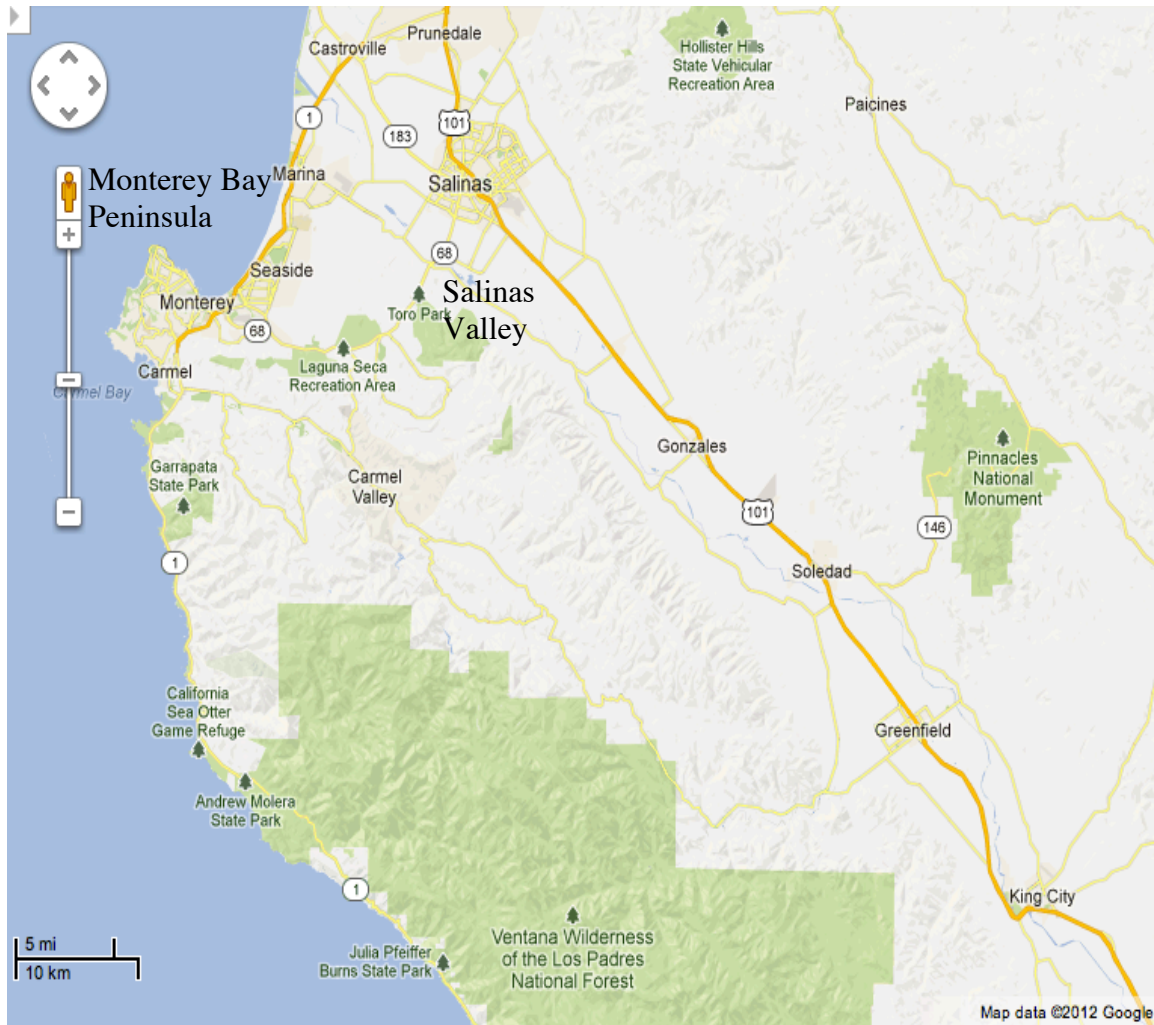 Prunedale
Castroville
Hollister Hills
State Vehicular
Recreation Area
Paicines
1
101
183
Monterey Bay
Peninsula
Marina
Salinas
68
Seaside
Salinas
Valley
Monterey
Toro Park
68
Laguna Seca
Recreation Area
Carmel
Carmel Bay
Gonzales
Pinnacles
National
Monument
Garrapata
State Park
Carmel
Valley
101
146
1
Soledad
California
Sea Otter
Game Refuge
Greenfield
Andrew Molera
State Park
1
King City
Ventana Wilderness
of the Los Padres
National Forest
Julia Pfeiffer
Burns State Park
5 mi
10 km
Map data ©2012 Google